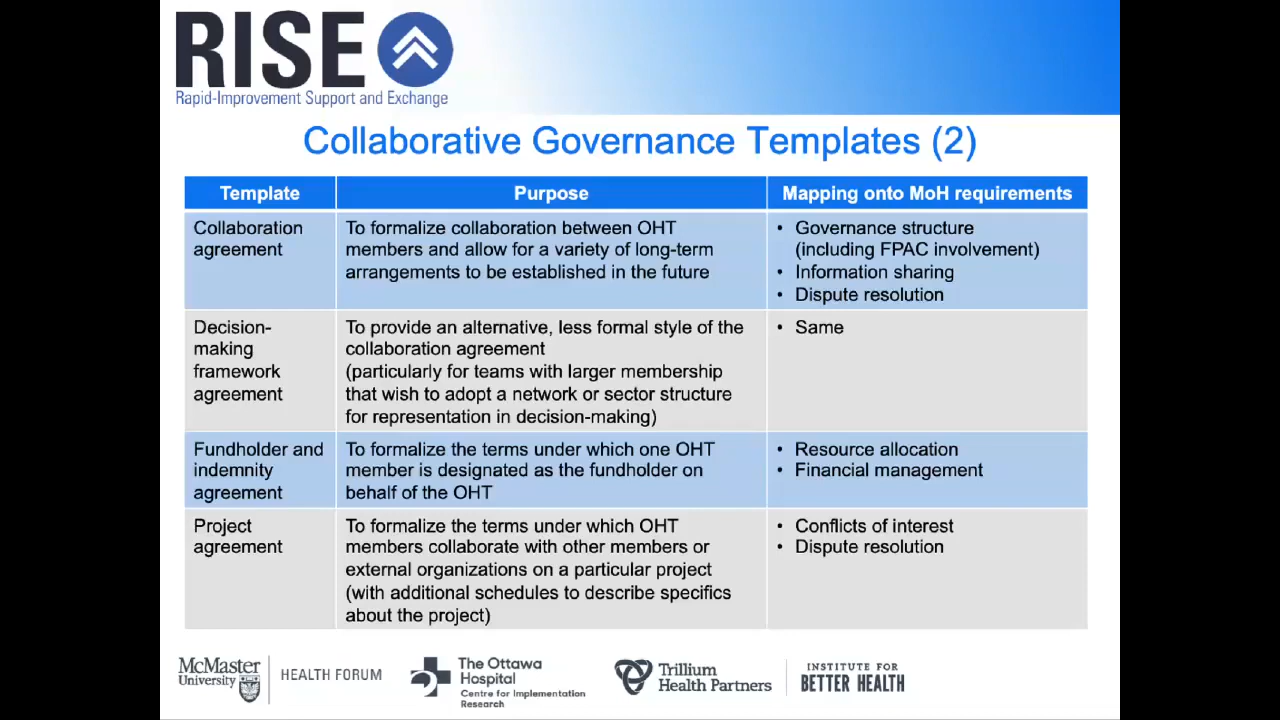 RISE
Rapid-Improvement Support and Exchange
Collaborative Governance Templates (2)
Template
Purpose
Mapping onto MoH requirements
Collaboration
agreement
To formalize collaboration between OHT
members and allow for a variety of long-term
arrangements to be established in the future
• Governance structure
(including FPAC involvement)
• Information sharing
• Dispute resolution
Decision-
making
framework
agreement
To provide an alternative, less formal style of the
collaboration agreement
(particularly for teams with larger membership
that wish to adopt a network or sector structure
for representation in decision-making)
• Same
Fundholder and
indemnity
agreement
To formalize the terms under which one OHT
member is designated as the fundholder on
behalf of the OHT
• Resource allocation
• Financial management
Project
agreement
To formalize the terms under which OHT
members collaborate with other members or
external organizations on a particular project
(with additional schedules to describe specifics
about the project)
• Conflicts of interest
• Dispute resolution
McMaster
University
HEALTH FORUM
The Ottawa
Hospital
Centre for Implementation
Research
Trillium
Health Partners
INSTITUTE FOR
BETTER HEALTH